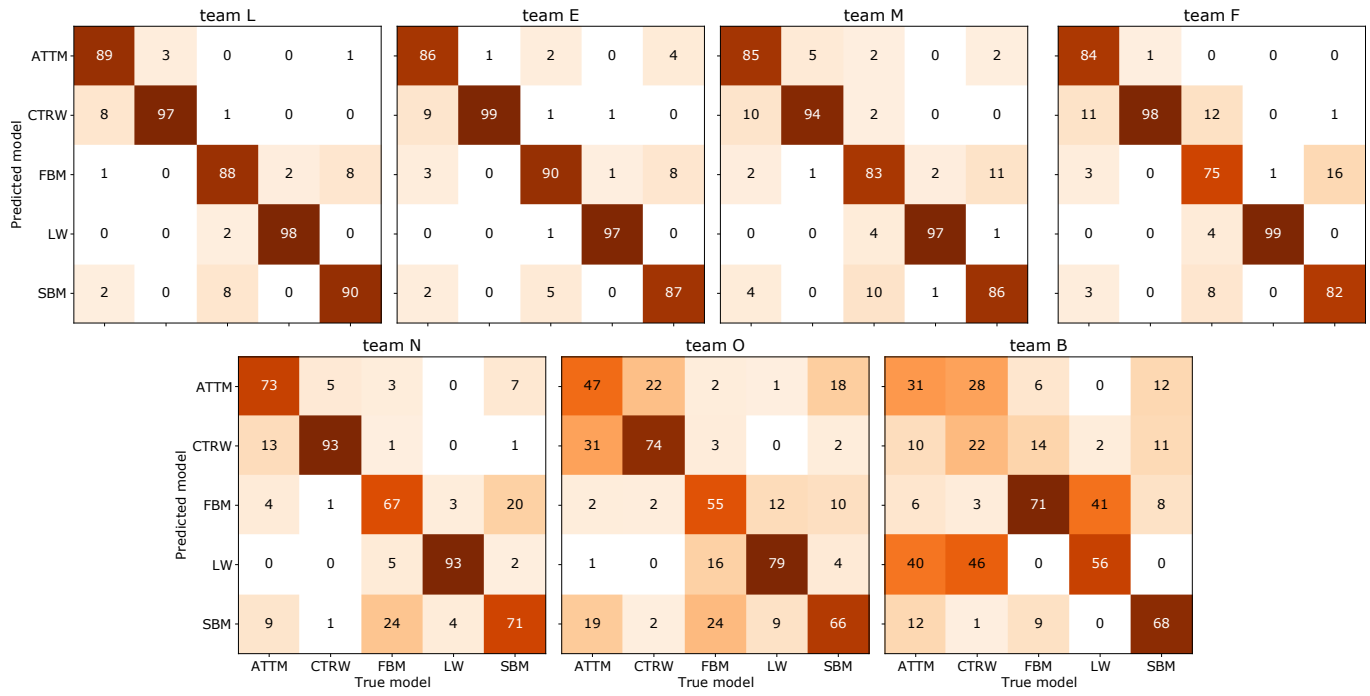 team L team E team M team F
ATTM 89 3 0 0 1 86 1 2 0 4 85 5 2 0 2 84 1 0 0 0
CTRW 8 97 1 0 0 9 99 1 1 0 10 94 2 0 0 11 98 12 0 1
FBM 1 0 88 2 8 3 0 90 1 8 2 1 83 2 11 3 0 75 1 16
LW 0 0 2 98 0 0 0 1 97 0 0 0 4 97 1 0 0 4 99 0
SBM 2 0 8 0 90 2 0 5 0 87 4 0 10 1 86 3 0 8 0 82
Predicted model
team N team O team B
ATTM 73 5 3 0 7 47 22 2 1 18 31 28 6 0 12
CTRW 13 93 1 0 1 31 74 3 0 2 10 22 14 2 11
FBM 4 1 67 3 20 2 2 55 12 10 6 3 71 41 8
LW 0 0 5 93 2 1 0 16 79 4 40 46 0 56 0
SBM 9 1 24 4 71 19 2 24 9 66 12 1 9 0 68
Predicted model
ATTM CTRW FBM LW SBM ATTM CTRW FBM LW SBM ATTM CTRW FBM LW SBM
True model True model True model